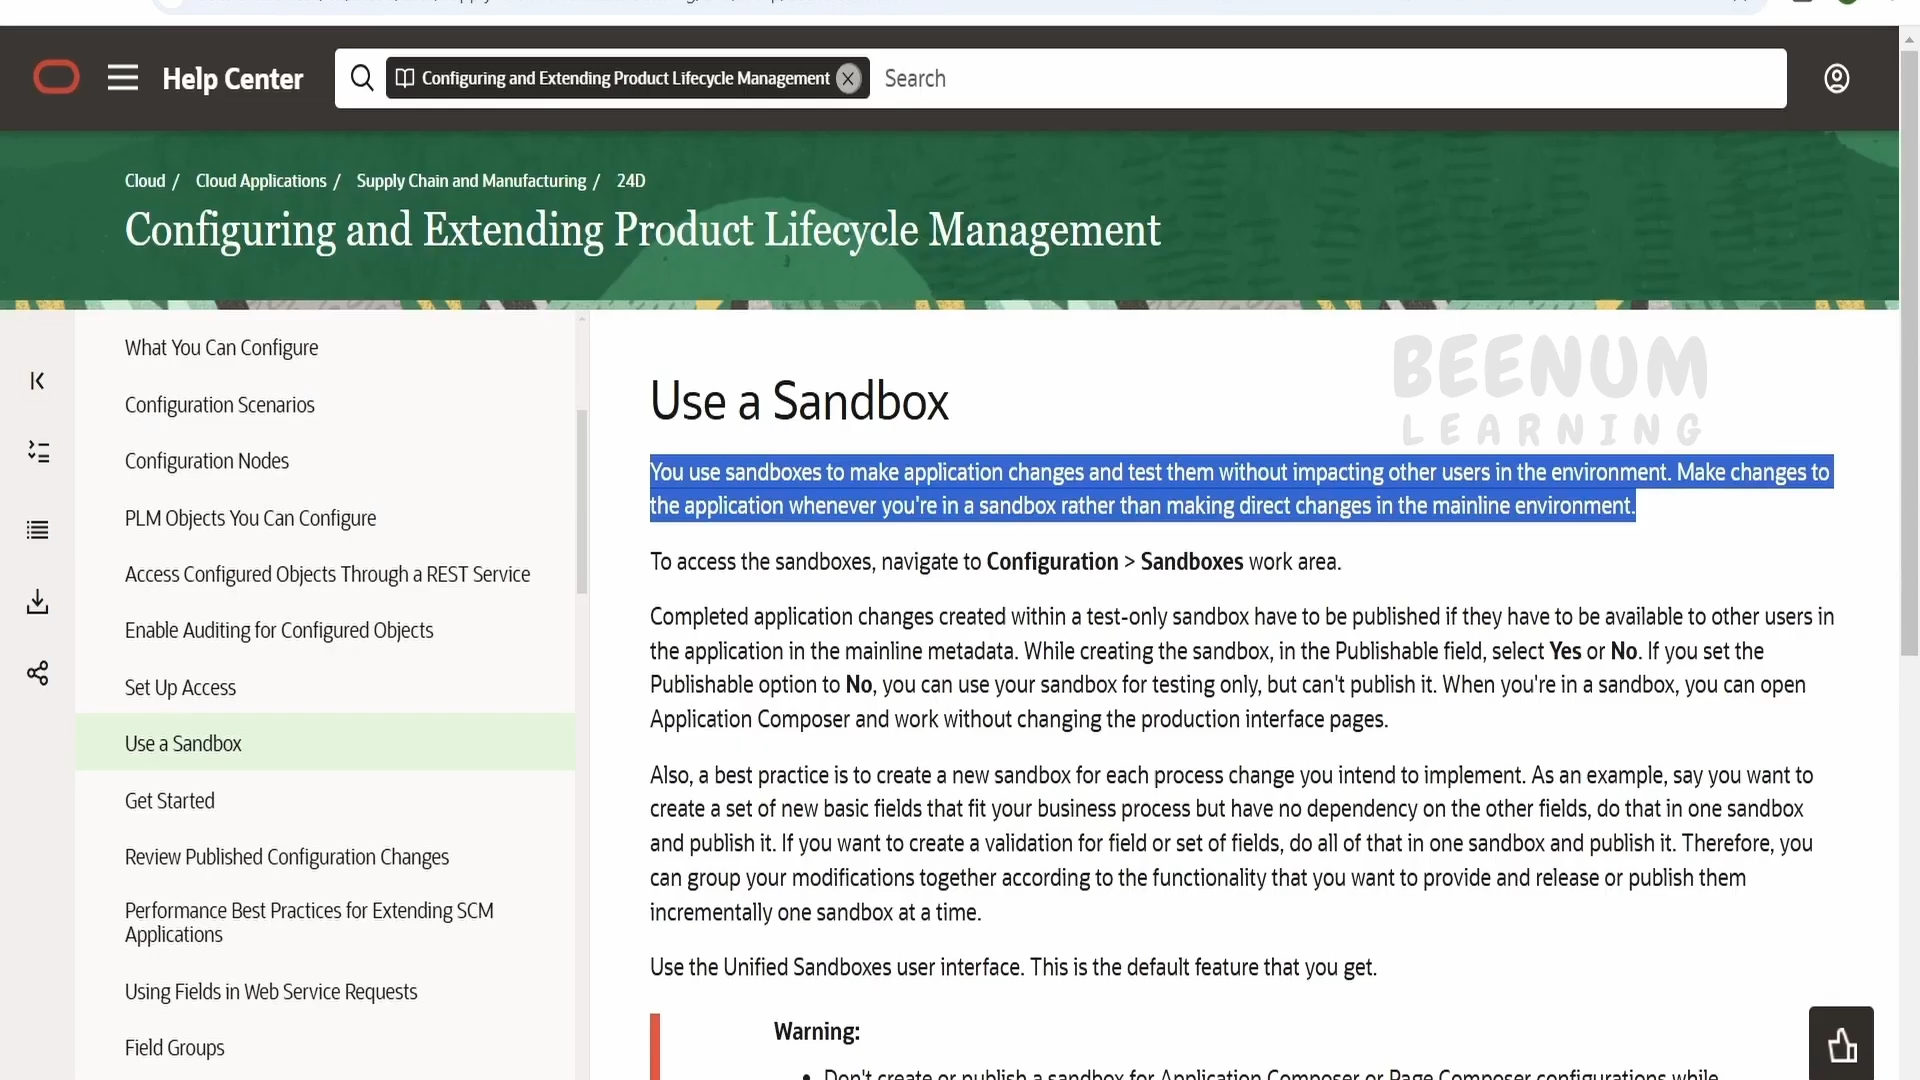 Help Center
Configuring and Extending Product Lifecycle Management
Search
Cloud / Cloud Applications / Supply Chain and Manufacturing / 24D
Configuring and Extending Product Lifecycle Management
What You Can Configure
Configuration Scenarios
Configuration Nodes
PLM Objects You Can Configure
Access Configured Objects Through a REST Service
Enable Auditing for Configured Objects
Set Up Access
Use a Sandbox
Get Started
Review Published Configuration Changes
Performance Best Practices for Extending SCM
Applications
Using Fields in Web Service Requests
Field Groups
BEENUM
LEARNING
Use a Sandbox
You use sandboxes to make application changes and test them without impacting other users in the environment. Make changes to
the application whenever you're in a sandbox rather than making direct changes in the mainline environment.
To access the sandboxes, navigate to Configuration > Sandboxes work area.
Completed application changes created within a test-only sandbox have to be published if they have to be available to other users in
the application in the mainline metadata. While creating the sandbox, in the Publishable field, select Yes or No. If you set the
Publishable option to No, you can use your sandbox for testing only, but can't publish it. When you're in a sandbox, you can open
Application Composer and work without changing the production interface pages.
Also, a best practice is to create a new sandbox for each process change you intend to implement. As an example, say you want to
create a set of new basic fields that fit your business process but have no dependency on the other fields, do that in one sandbox
and publish it. If you want to create a validation for field or set of fields, do all of that in one sandbox and publish it. Therefore, you
can group your modifications together according to the functionality that you want to provide and release or publish them
incrementally one sandbox at a time.
Use the Unified Sandboxes user interface. This is the default feature that you get.
Warning:
• Don't create or publish a sandbox for Application Composer or Page Composer configurations while